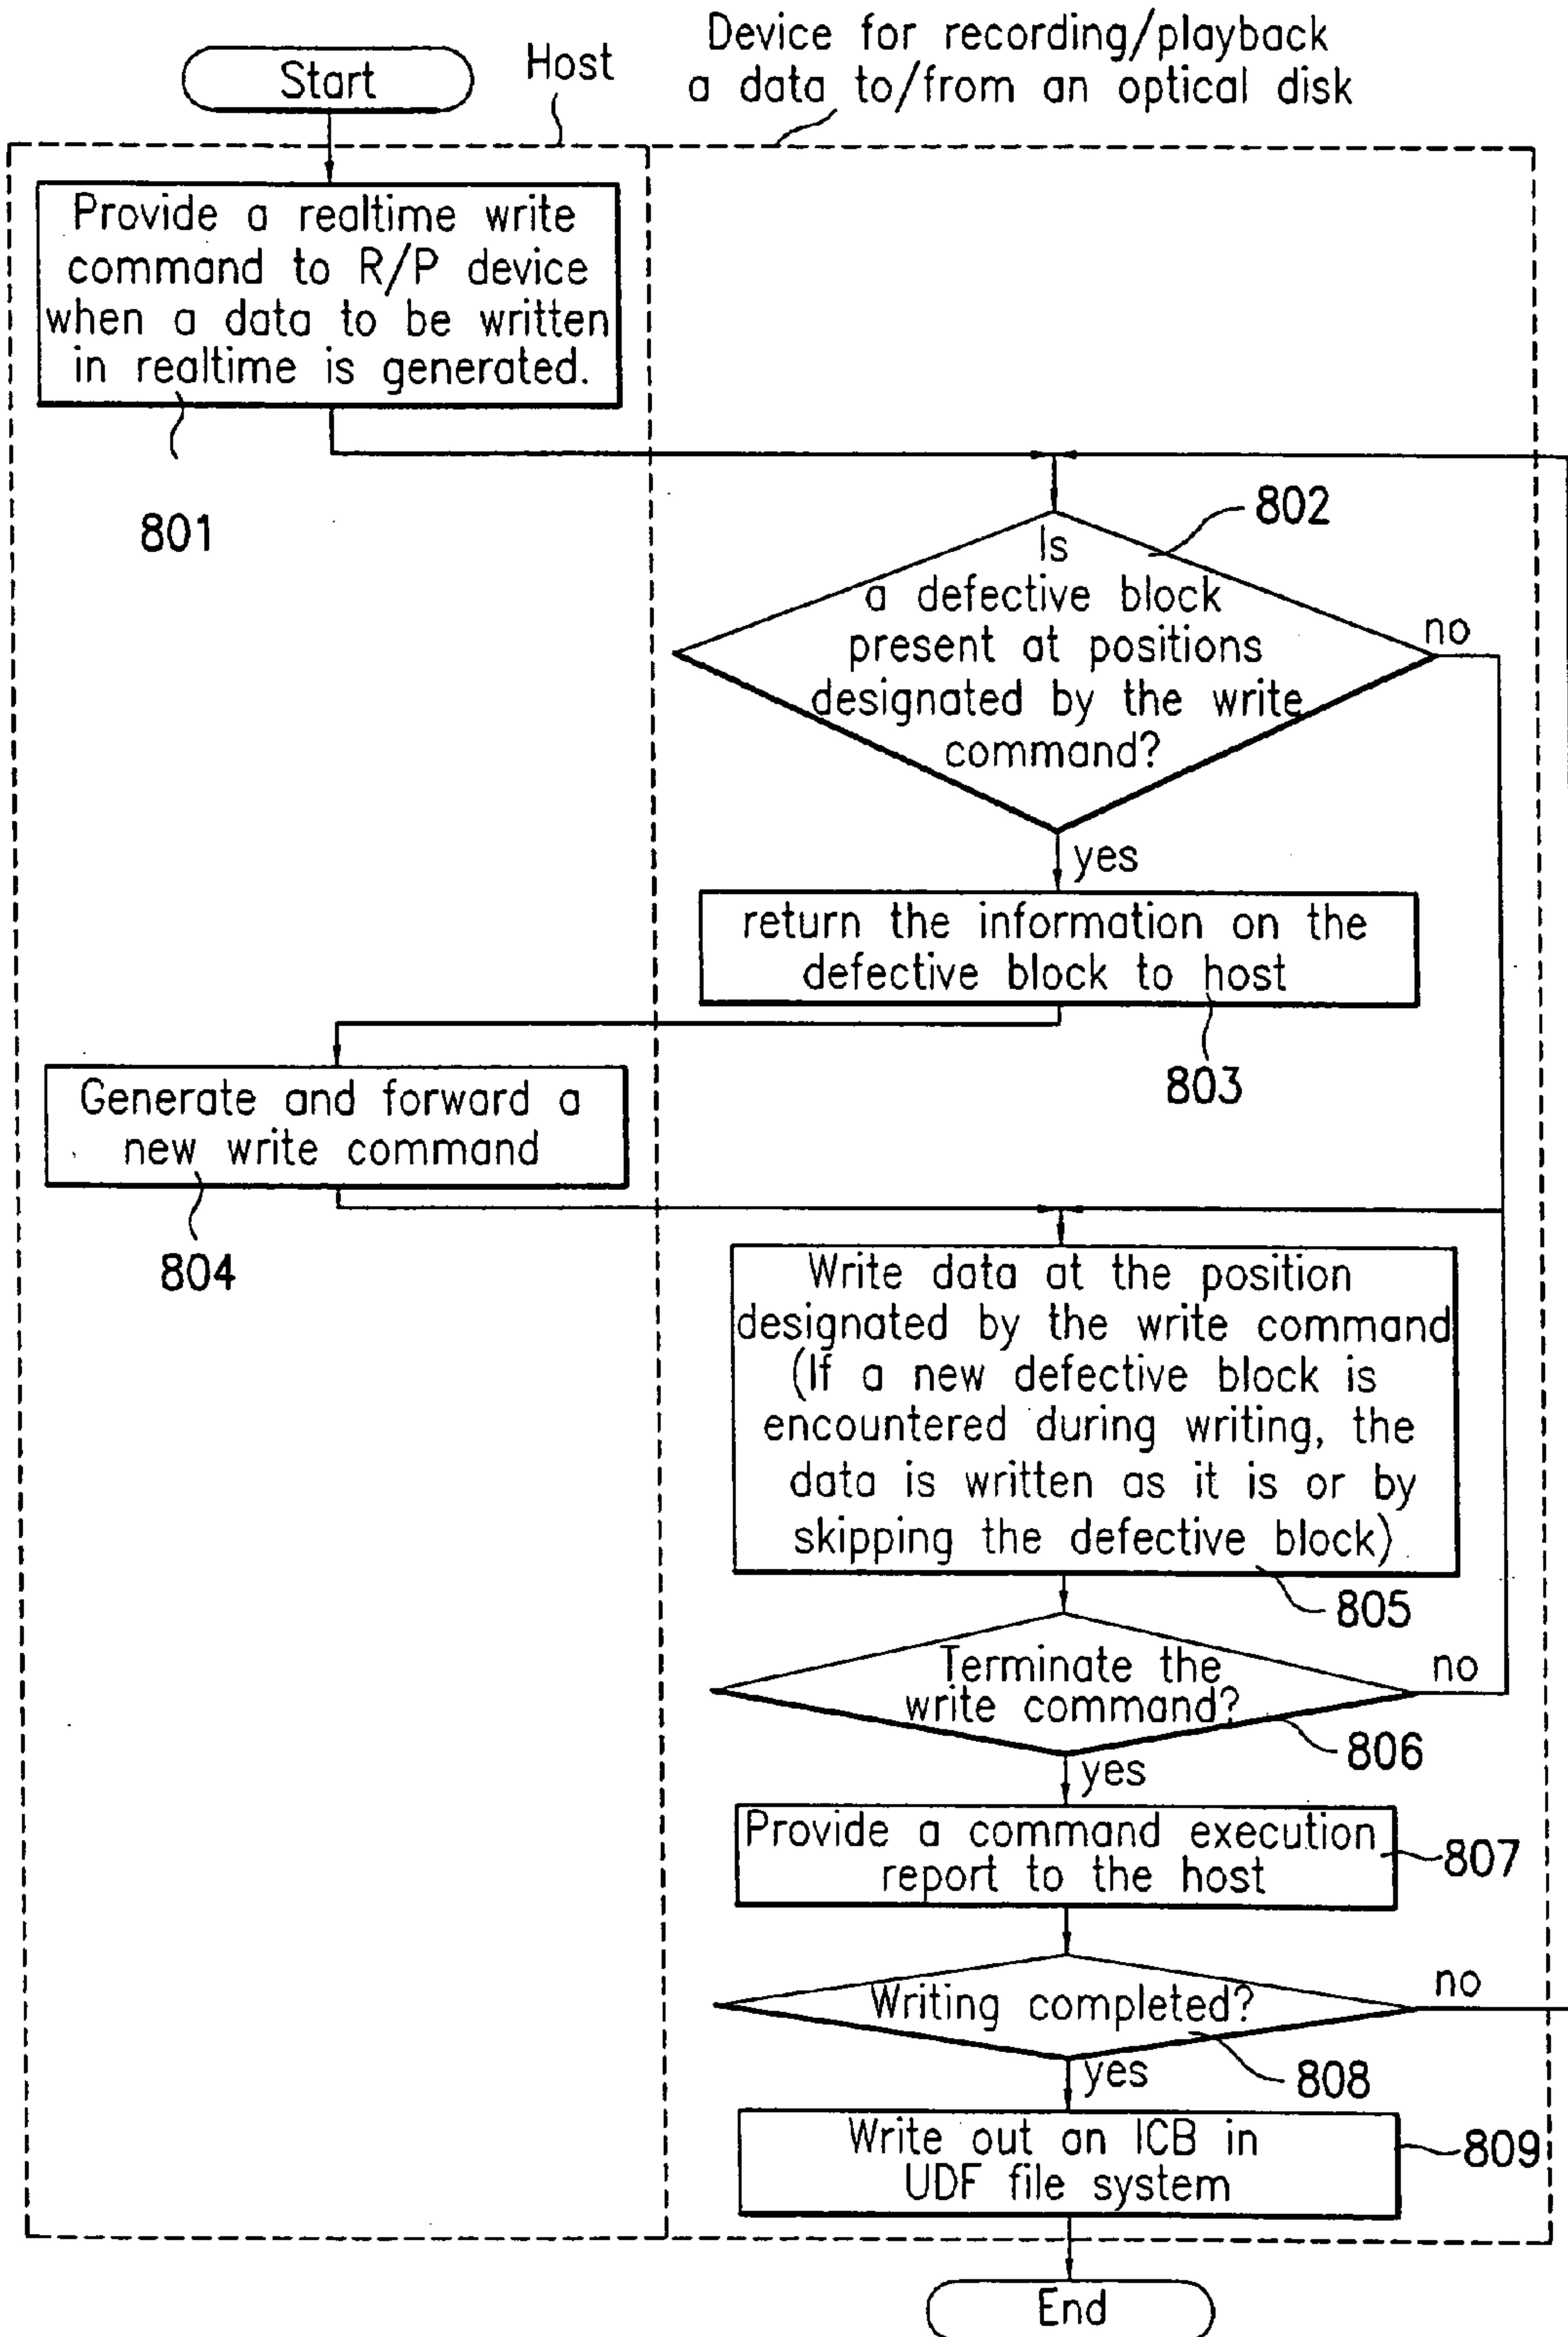 Start
Host
Device for recording/playback
a data to/from an optical disk
Provide a realtime write
command to R/P device
when a data to be written
in realtime is generated.
801
802
Is
a defective block
present at positions
designated by the write
command?
no
yes
return the information on the
defective block to host
803
Generate and forward a
new write command
804
Write data at the position
designated by the write command
(If a new defective block is
encountered during writing, the
data is written as it is or by
skipping the defective block)
805
Terminate the
write command?
no
806
yes
Provide a command execution
report to the host
807
Writing completed?
no
808
yes
Write out an ICB in
UDF file system
809
End